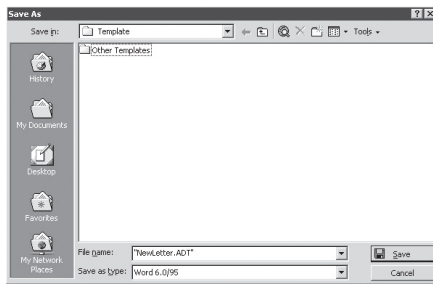 Save As
Save in: Template Tools
Other Templates
History
My Documents
Desktop
Favorites
My Network
Places
File name: "NewLetter.ADT" Save
Save as type: Word 6.0/95 Cancel